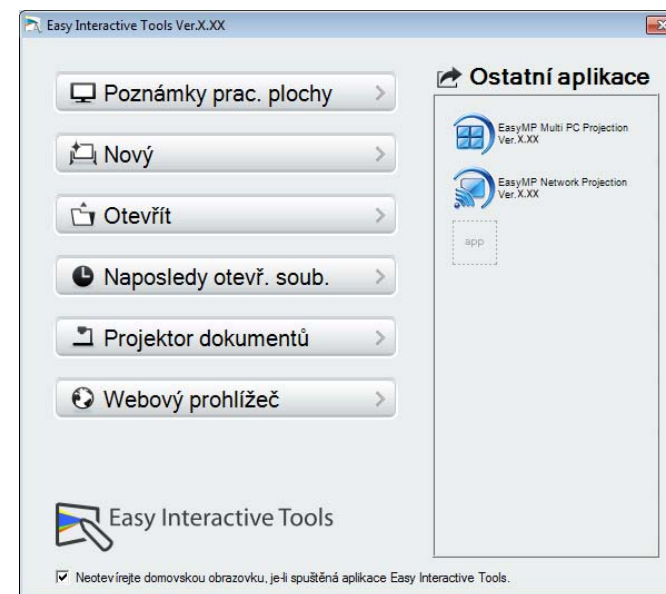 Easy Interactive Tools Ver.X.XX
Poznámky prac. plochy
Nový
Otevřít
Naposledy otevř. soub.
Projektor dokumentů
Webový prohlížeč
Ostatní aplikace
EasyMP Multi PC Projection
Ver.X.XX
EasyMP Network Projection
Ver.X.XX
app
Easy Interactive Tools
Neotevírejte domovskou obrazovku, je-li spuštěná aplikace Easy Interactive Tools.